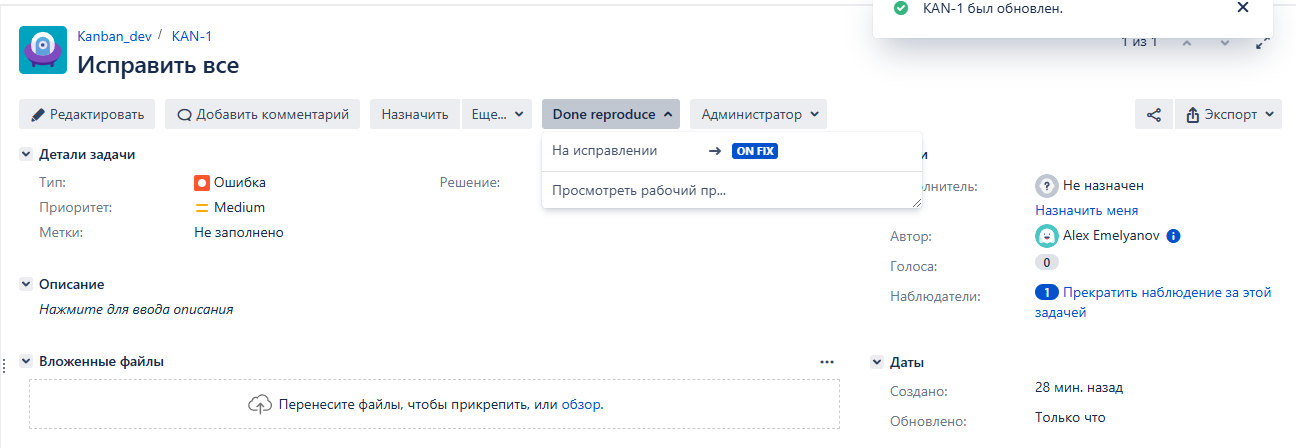 KAN-1 был обновлен.
Kanban_dev / KAN-1
1 из 1
Исправить все
Редактировать Добавить комментарий Назначить Еще... Done reproduce Администратор Экспорт
На исправлении → ON FIX
Просмотреть рабочий пр...
Детали задачи
Тип: Ошибка Решение:
Приоритет: Medium
Метки: Не заполнено
Не назначен
Назначить меня
Автор: Alex Emelyanov
Голоса: 0
Наблюдатели: 1 Прекратить наблюдение за этой
задачей
Описание
Нажмите для ввода описания
Вложенные файлы
Перенесите файлы, чтобы прикрепить, или обзор.
Даты
Создано: 28 мин. назад
Обновлено: Только что